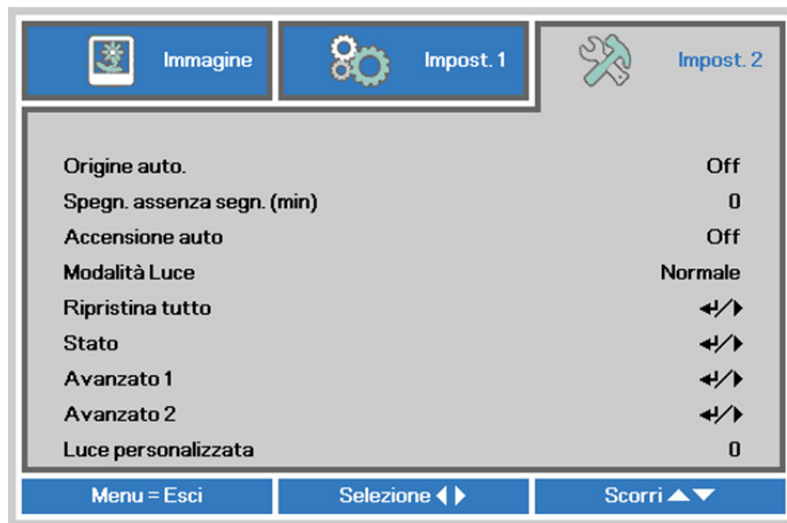 Immagine Impost. 1 Impost. 2
Origine auto. Off
Spegn. assenza segn. (min) 0
Accensione auto Off
Modalità Luce Normale
Ripristina tutto ↵/▶
Stato ↵/▶
Avanzato 1 ↵/▶
Avanzato 2 ↵/▶
Luce personalizzata 0
Menu = Esci Selezione ◀▶ Scorri ▲▼